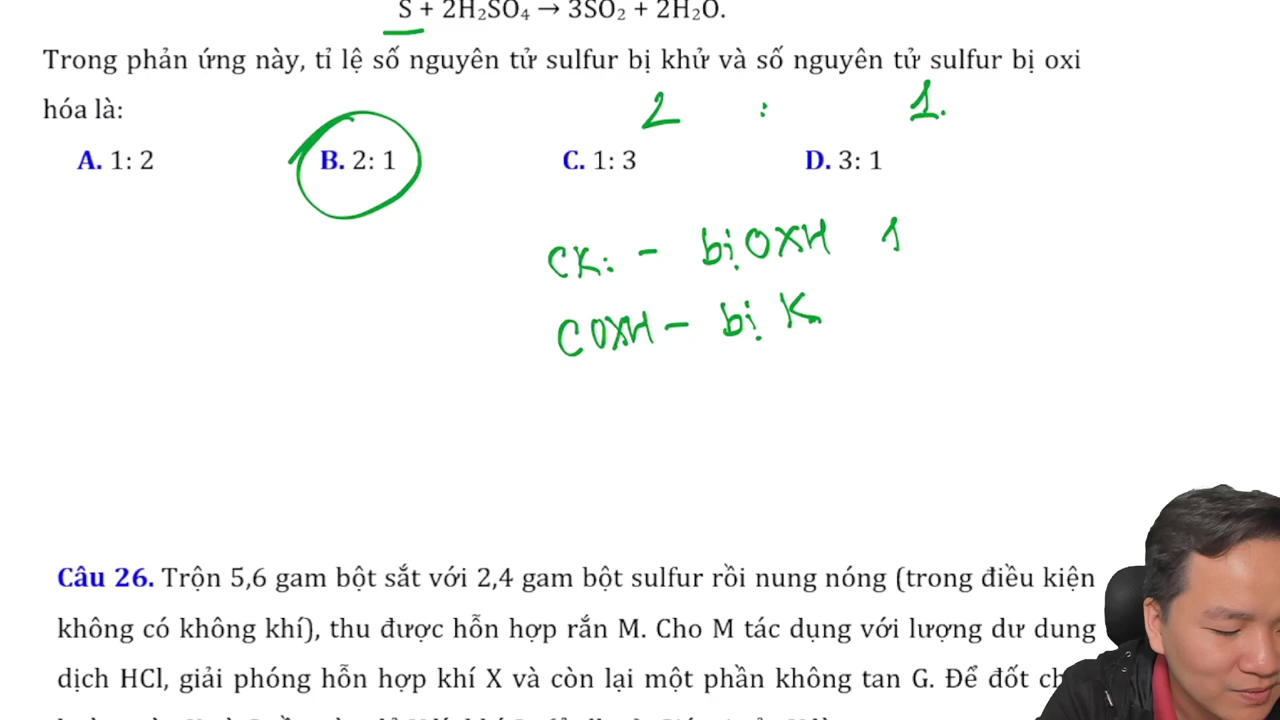 S + 2H₂SO₄ → 3SO₂ + 2H₂O.
Trong phản ứng này, tỉ lệ số nguyên tử sulfur bị khử và số nguyên tử sulfur bị oxi
hóa là:
2 : 1.
A. 1: 2 B. 2: 1 C. 1: 3 D. 3: 1
CK: - bị OXH 1
COXH - bị K
Câu 26. Trộn 5,6 gam bột sắt với 2,4 gam bột sulfur rồi nung nóng (trong điều kiện
không có không khí), thu được hỗn hợp rắn M. Cho M tác dụng với lượng dư dung
dịch HCl, giải phóng hỗn hợp khí X và còn lại một phần không tan G. Để đốt